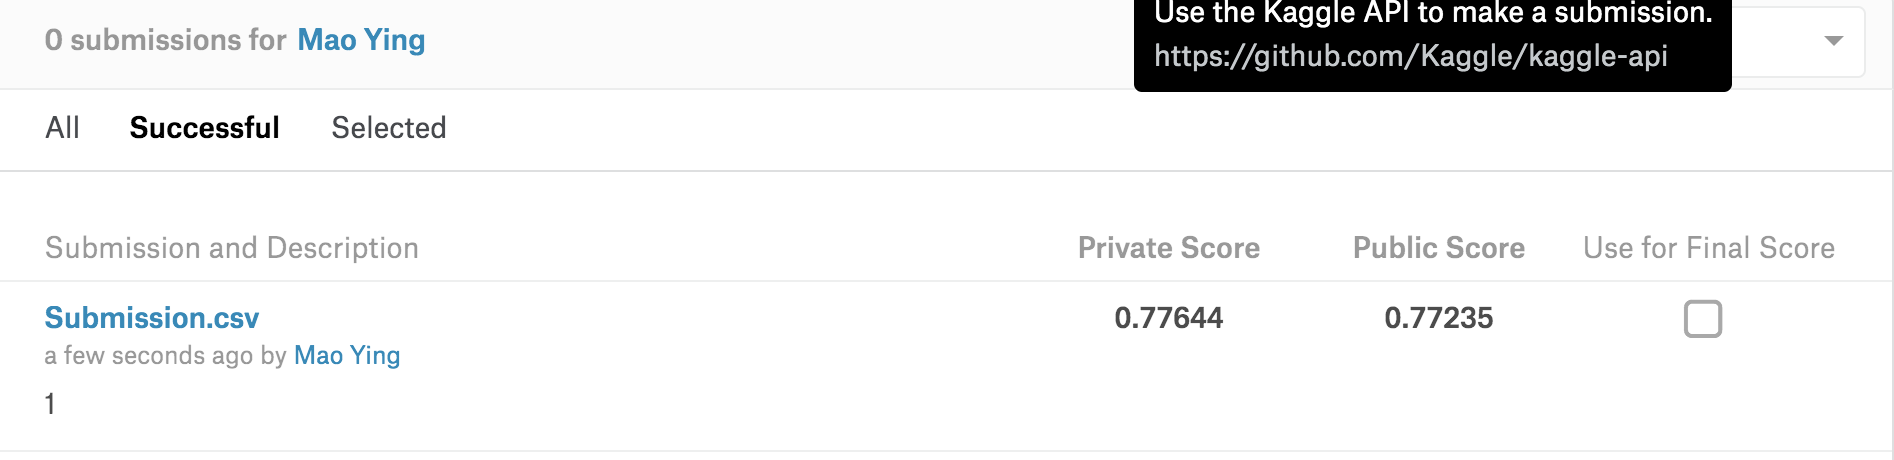 Use the Kaggle API to make a submission.
0 submissions for Mao Ying
https://github.com/Kaggle/kaggle-api
All Successful Selected
Submission and Description Private Score Public Score Use for Final Score
Submission.csv 0.77644 0.77235
a few seconds ago by Mao Ying
1